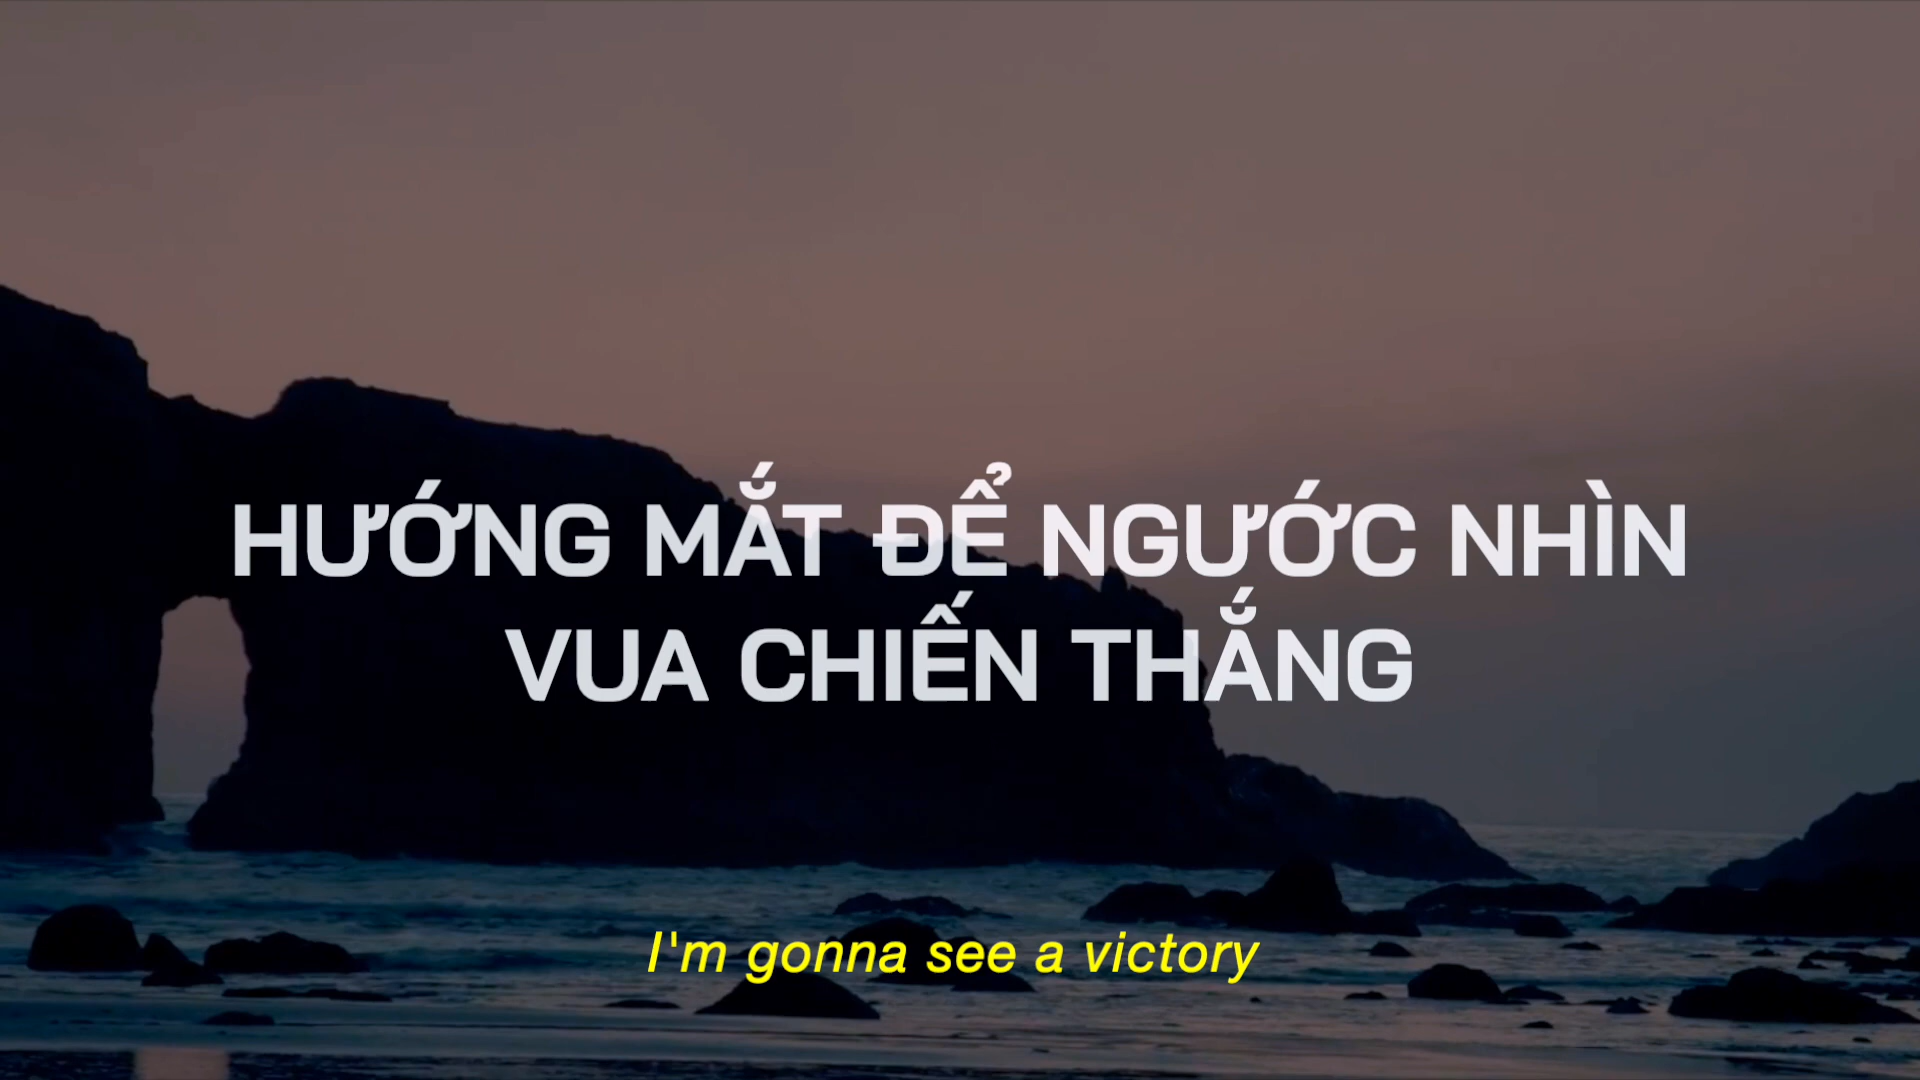 HƯỚNG MẮT ĐỂ NGƯỚC NHÌN
VUA CHIẾN THẮNG
I'm gonna see a victory